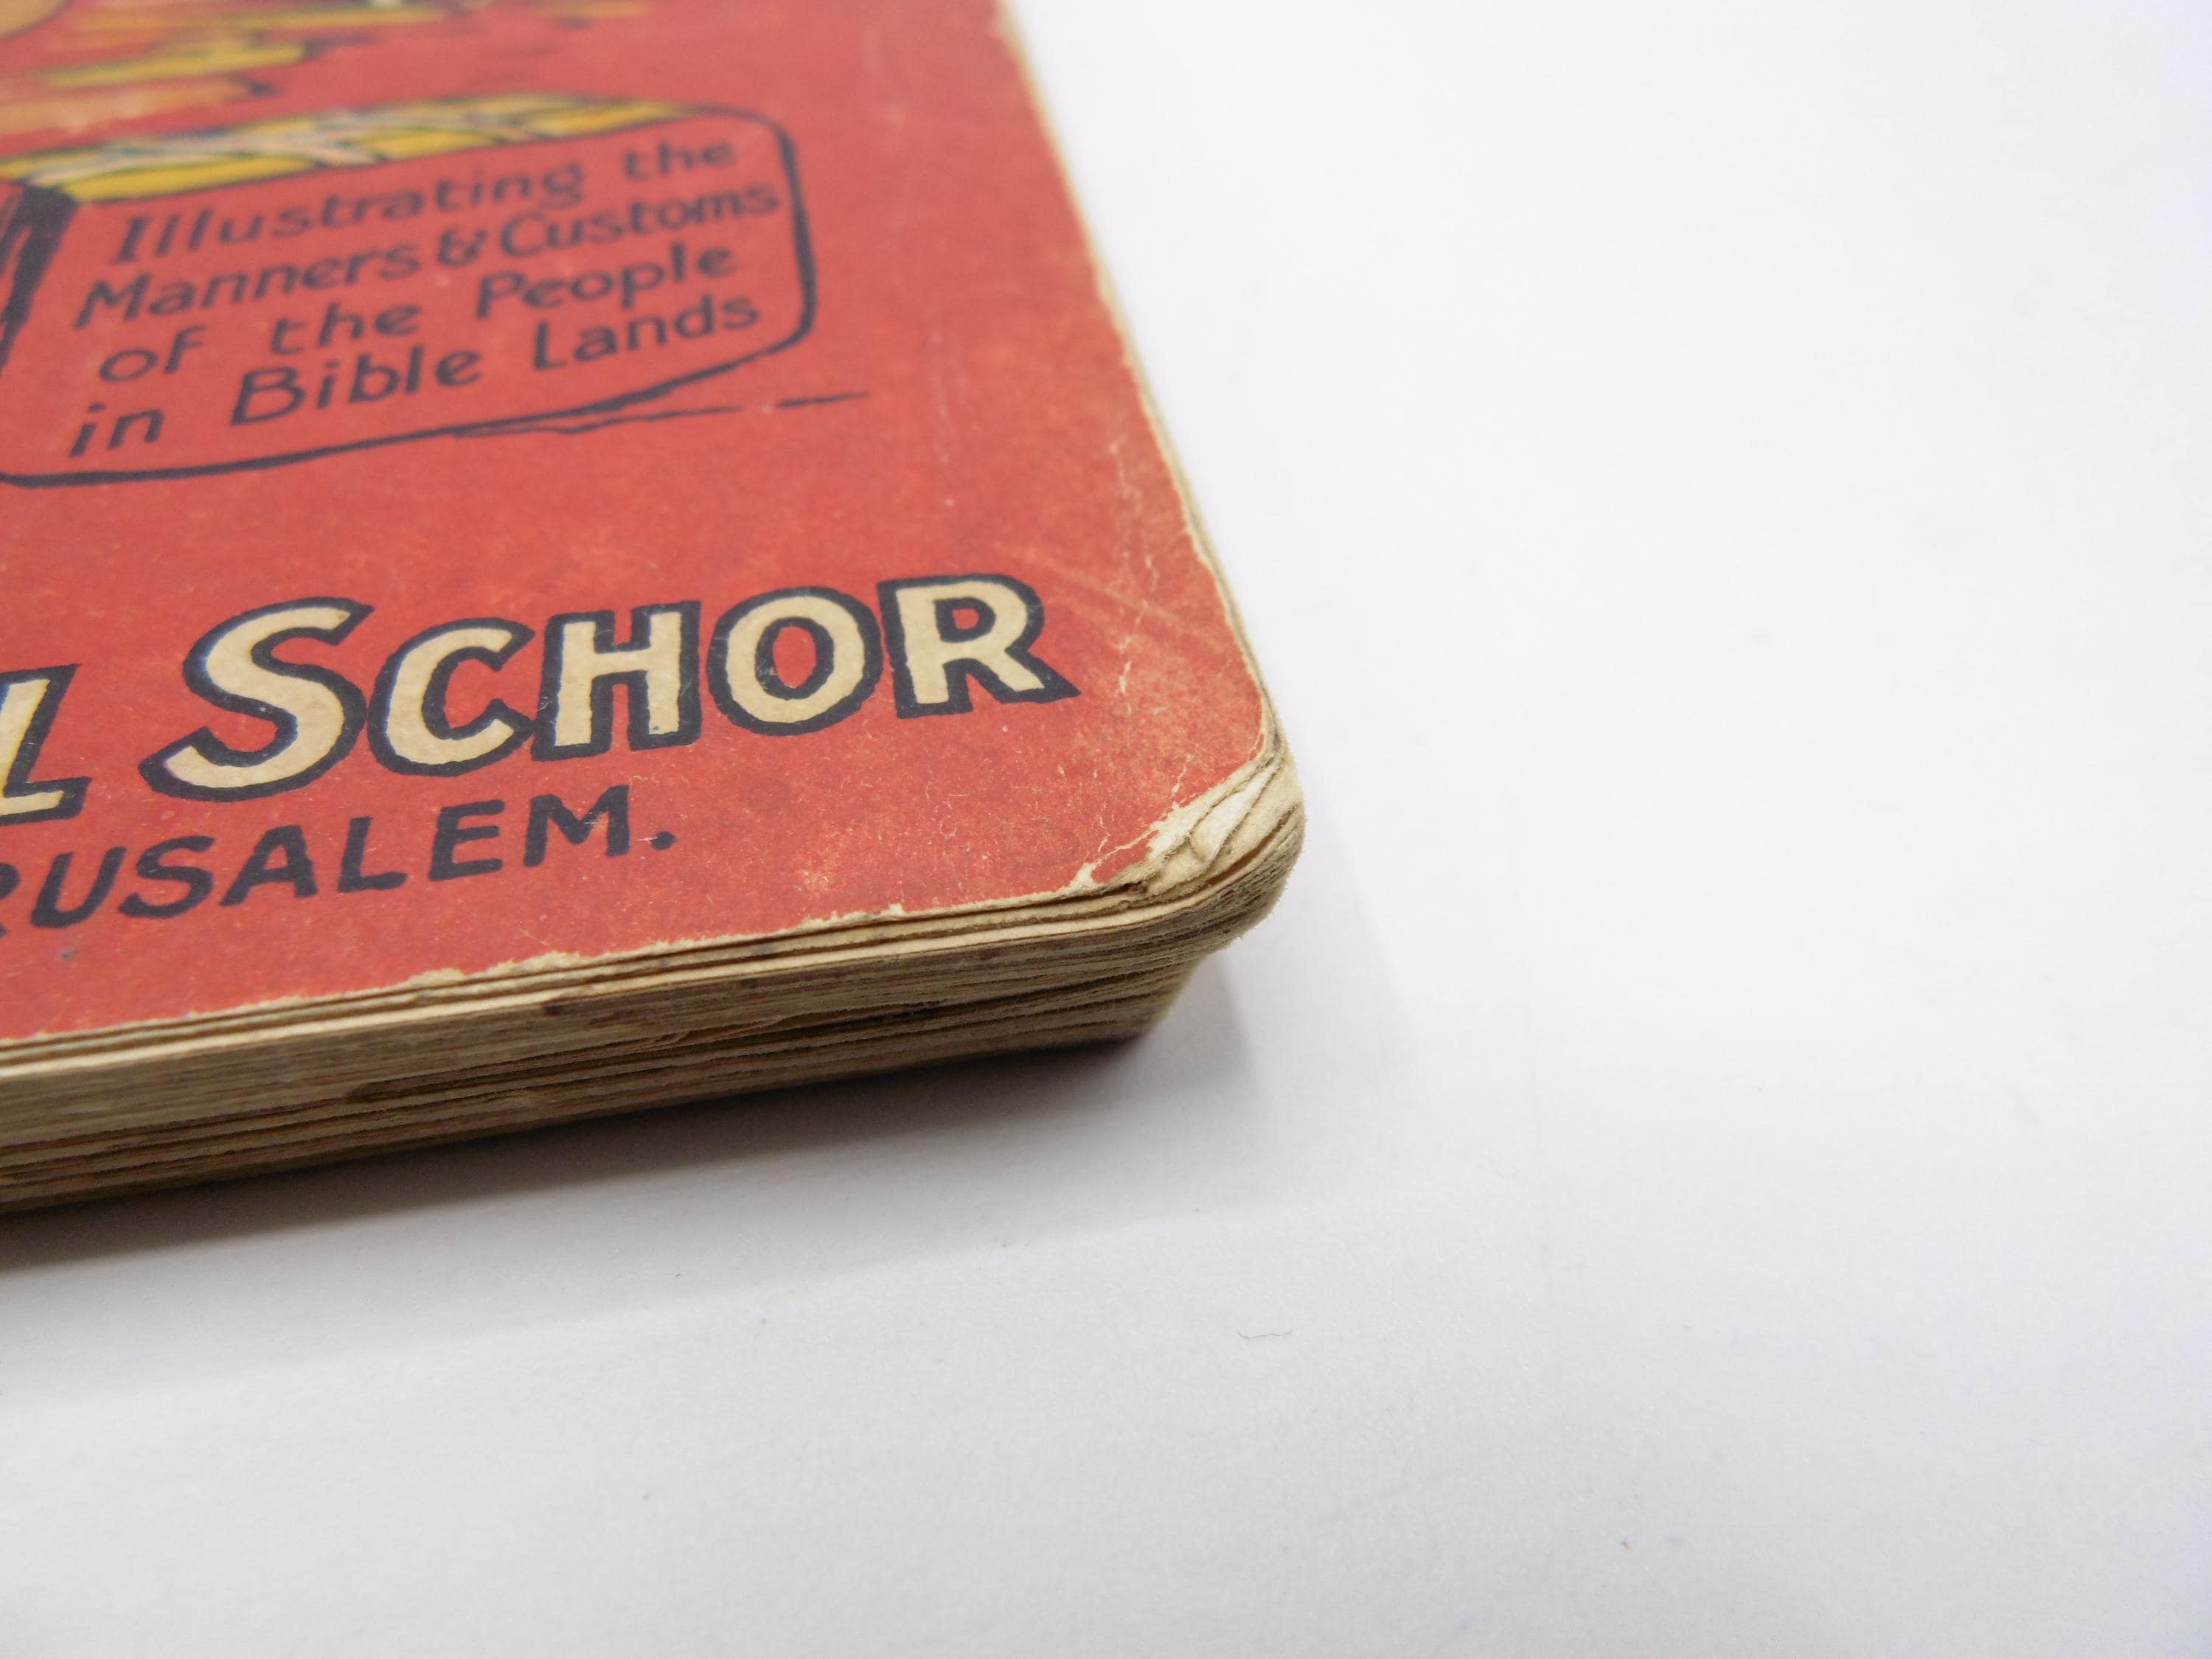 Illustrating the
Manners & Customs
of the People
in Bible Lands
L SCHOR
RUSALEM.